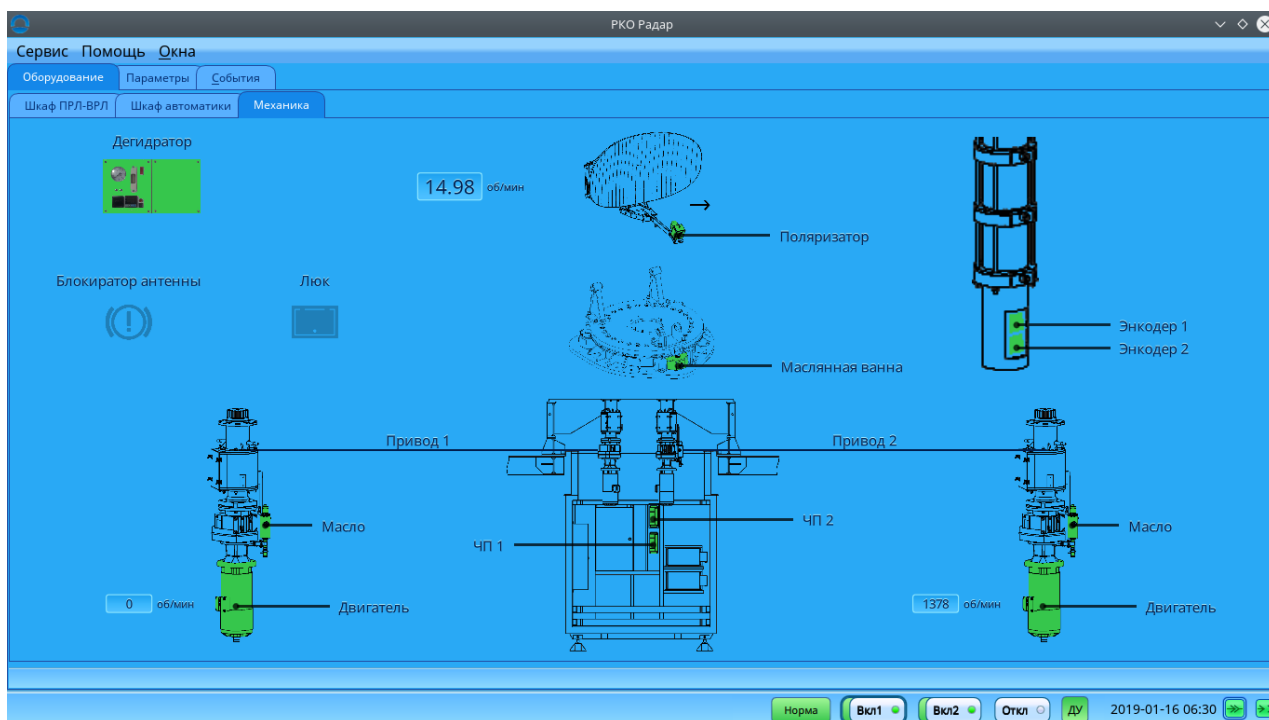 РКО Радар
Сервис Помощь Окна
Оборудование Параметры События
Шкаф ПРЛ-ВРЛ Шкаф автоматики Механика
Дегидратор
14.98 об/мин
Поляризатор
Блокиратор антенны Люк
Энкодер 1
Энкодер 2
Маслянная ванна
Привод 1 Привод 2
Масло ЧП 2 Масло
ЧП 1
0 об/мин Двигатель 1378 об/мин Двигатель
Норма Вкл1 Вкл2 Откл ДУ 2019-01-16 06:30